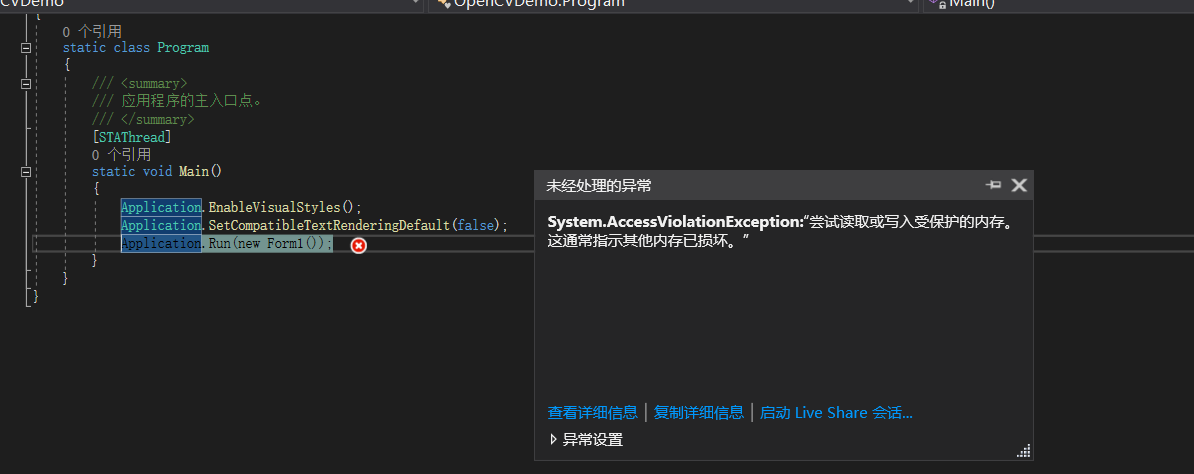 CVDemo
OpenCVDemo.Program
Main()
{
0 个引用
static class Program
{
/// <summary>
/// 应用程序的主入口点。
/// </summary>
[STAThread]
0 个引用
static void Main()
{
Application.EnableVisualStyles();
Application.SetCompatibleTextRenderingDefault(false);
Application.Run(new Form1());
}
}
}
未经处理的异常
System.AccessViolationException:“尝试读取或写入受保护的内存。
这通常指示其他内存已损坏。”
查看详细信息 | 复制详细信息 | 启动 Live Share 会话...
异常设置